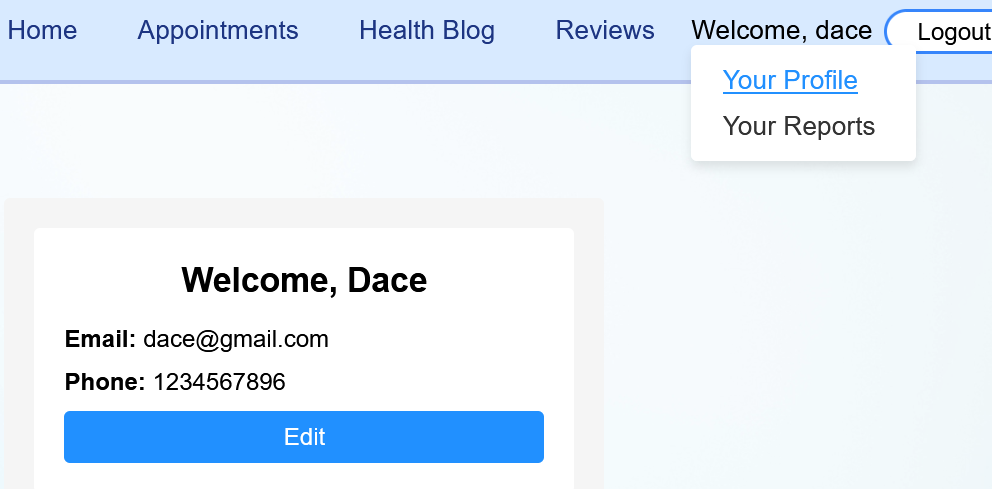 Home Appointments Health Blog Reviews Welcome, dace Logout
Your Profile
Your Reports
Welcome, Dace
Email: dace@gmail.com
Phone: 1234567896
Edit